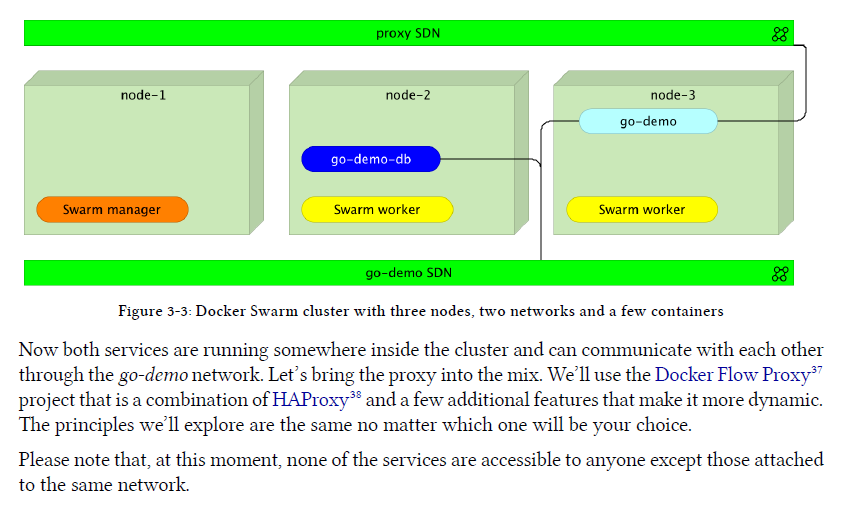 proxy SDN
node-1
node-2
node-3
go-demo
go-demo-db
Swarm manager
Swarm worker
Swarm worker
go-demo SDN
Figure 3-3: Docker Swarm cluster with three nodes, two networks and a few containers
Now both services are running somewhere inside the cluster and can communicate with each other
through the go-demo network. Let’s bring the proxy into the mix. We’ll use the Docker Flow Proxy³⁷
project that is a combination of HAProxy³⁸ and a few additional features that make it more dynamic.
The principles we’ll explore are the same no matter which one will be your choice.
Please note that, at this moment, none of the services are accessible to anyone except those attached
to the same network.